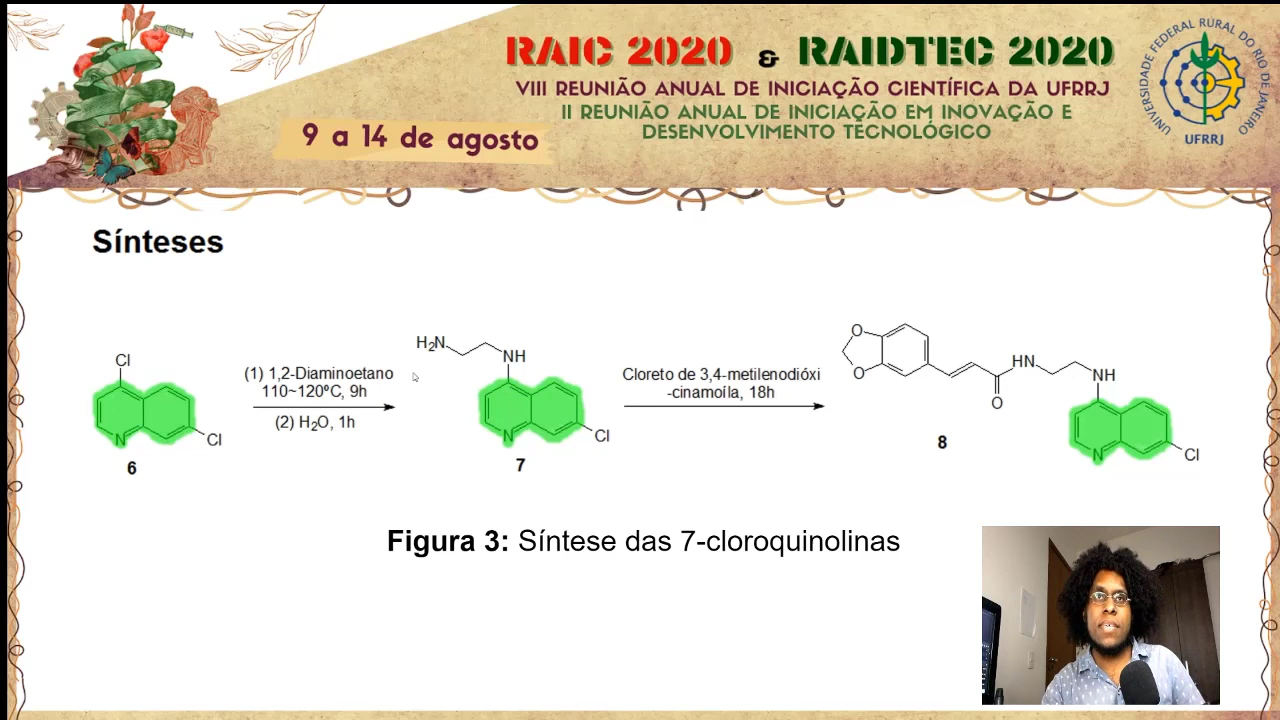 RAIC 2020 & RAIDTEC 2020
VIII REUNIÃO ANUAL DE INICIAÇÃO CIENTÍFICA DA UFRRJ
II REUNIÃO ANUAL DE INICIAÇÃO EM INOVAÇÃO E
DESENVOLVIMENTO TECNOLÓGICO
9 a 14 de agosto
UNIVERSIDADE FEDERAL RURAL DO RIO DE JANEIRO
UFRRJ
Sínteses
Cl
N
Cl
6
(1) 1,2-Diaminoetano
110~120ºC, 9h
(2) H₂O, 1h
H₂N
NH
N
Cl
7
Cloreto de 3,4-metilenodióxi
-cinamoíla, 18h
O
O
HN
O
NH
N
Cl
8
Figura 3: Síntese das 7-cloroquinolinas